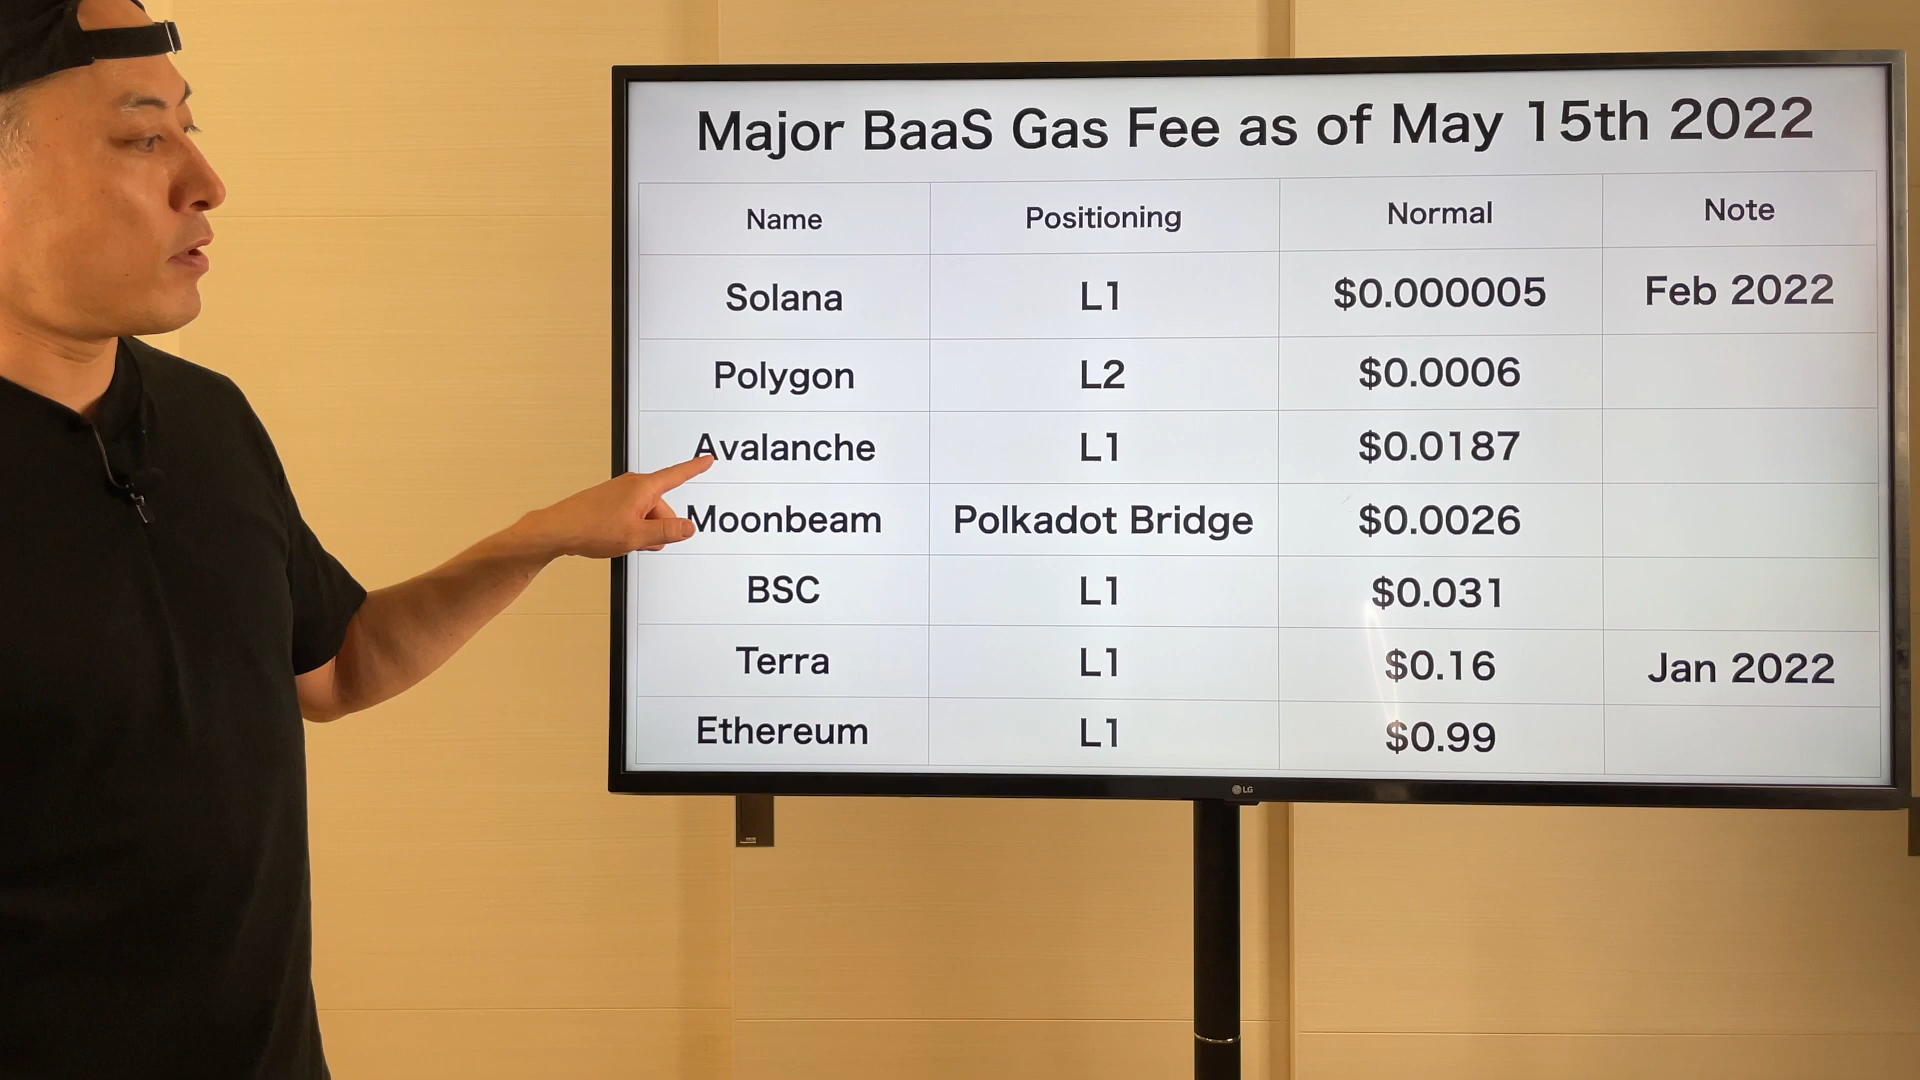 Major BaaS Gas Fee as of May 15th 2022
Name Positioning Normal Note
Solana L1 $0.000005 Feb 2022
Polygon L2 $0.0006
Avalanche L1 $0.0187
Moonbeam Polkadot Bridge $0.0026
BSC L1 $0.031
Terra L1 $0.16 Jan 2022
Ethereum L1 $0.99
LG